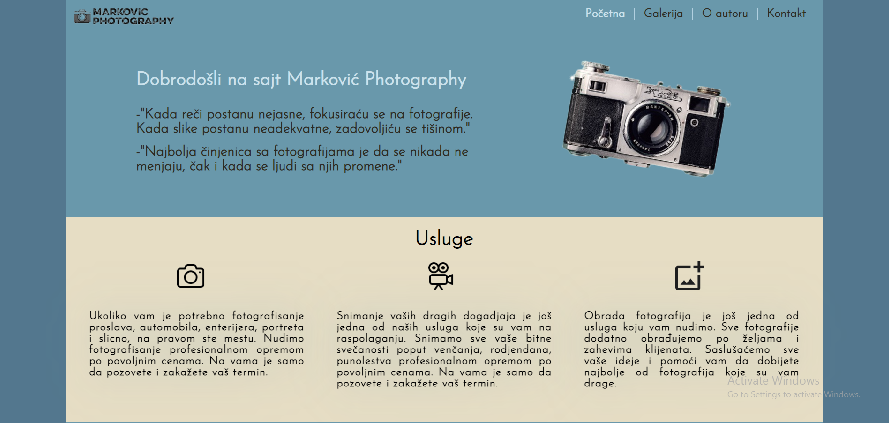 MARKOVIC
PHOTOGRAPHY
Početna
Galerija
O autoru
Kontakt
Dobrodošli na sajt Marković Photography
-"Kada reči postanu nejasne, fokusiraću se na fotografije.
Kada slike postanu neadekvatne, zadovoljiću se tišinom."
-"Najbolja činjenica sa fotografijama je da se nikada ne
menjaju, čak i kada se ljudi sa njih promene."
Usluge
Ukoliko vam je potrebno fotografisanje
proslava, automobila, enterijera, portreta
i slicno, na pravom ste mestu. Nudimo
fotografisanje profesionalnom opremom
po povoljnim cenama. Na vama je samo
da pozovete i zakažete vaš termin.
Snimanje vaših dragih dogadjaja je još
jedna od naših usluga koje su vam na
raspolaganju. Snimamo sve vaše bitne
svečanosti poput venčanja, rodjendana,
punoletstva profesionalnom opremom po
povoljnim cenama. Na vama je samo da
pozovete i zakažete vaš termin.
Obrada fotografija je još jedna od
usluga koju vam nudimo. Sve fotografije
dodatno obrađujemo po željama i
zahevima klijenata. Saslušaćemo sve
vaše ideje i pomoći vam da dobijete
najbolje od fotografija koje su vam
drage.
Activate Windows
Go to Settings to activate Windows.